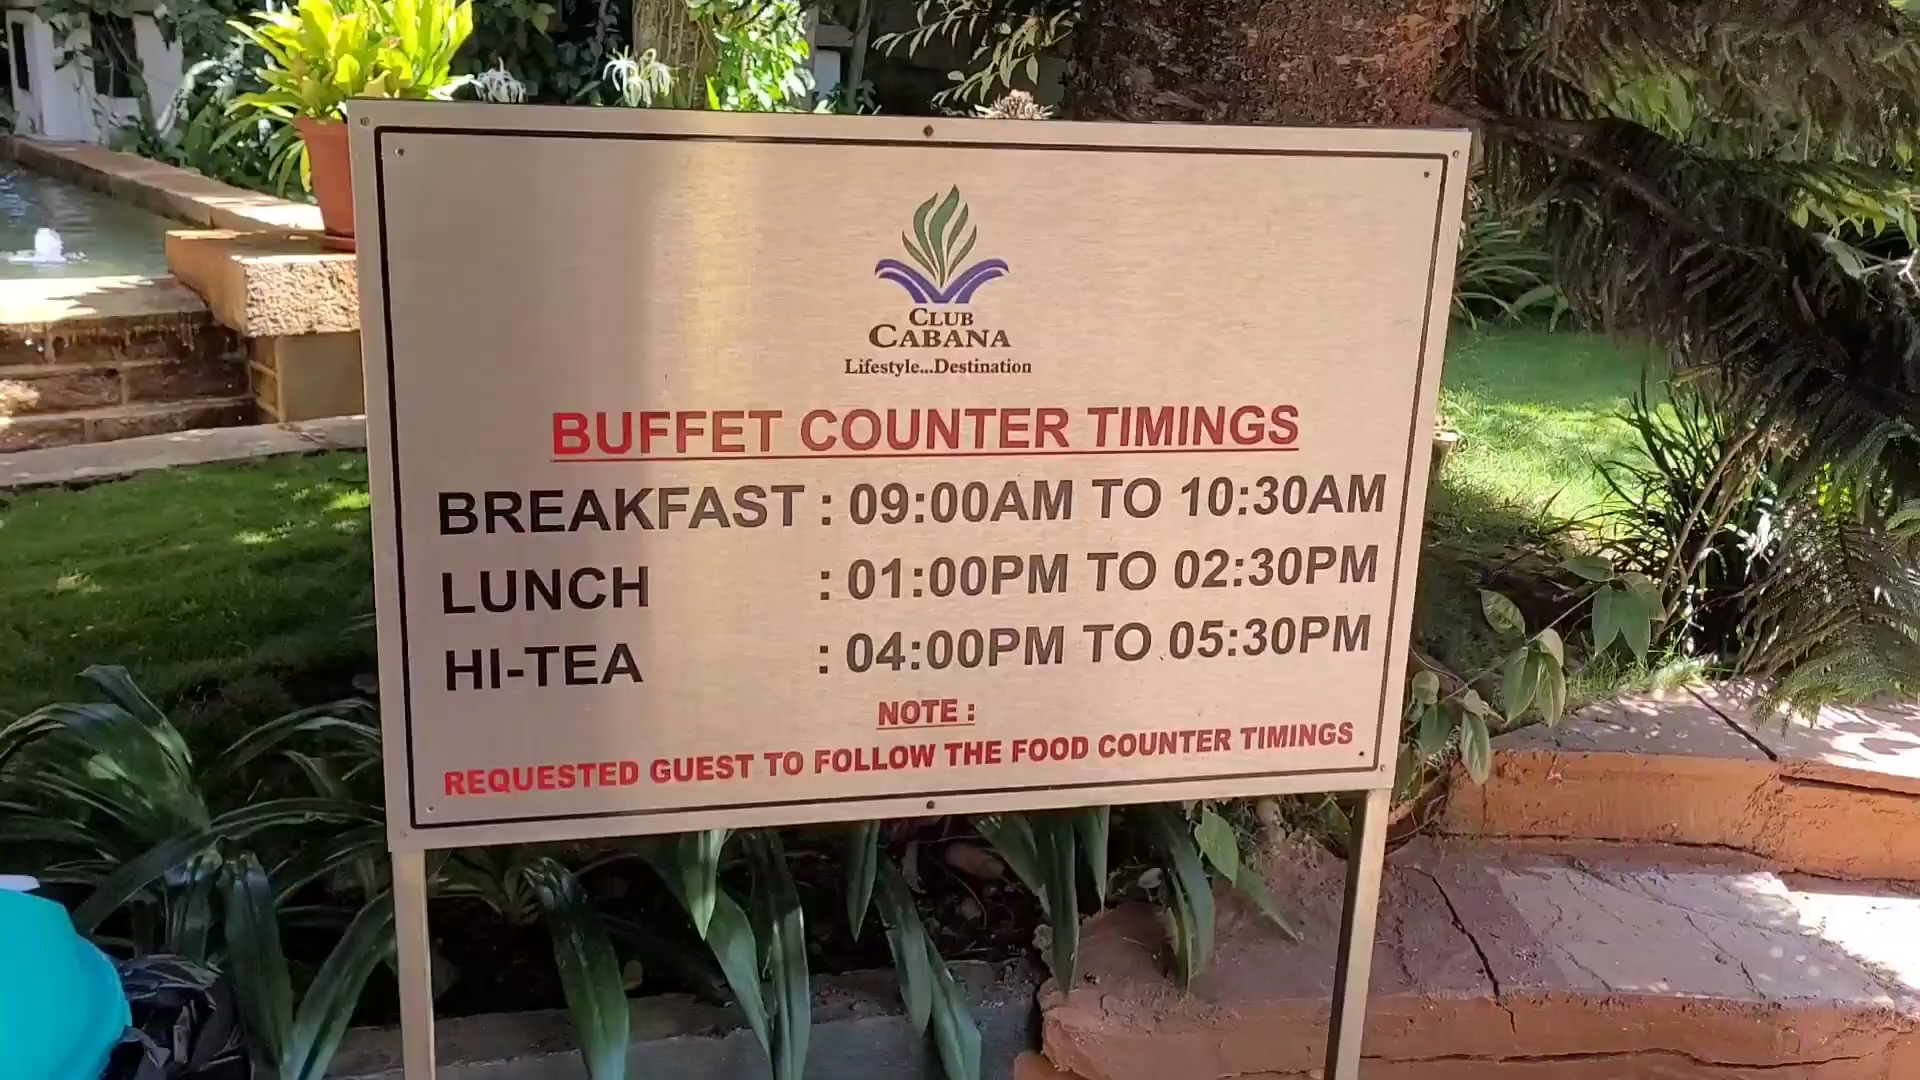 CLUB
CABANA
Lifestyle...Destination
BUFFET COUNTER TIMINGS
BREAKFAST : 09:00AM TO 10:30AM
LUNCH : 01:00PM TO 02:30PM
HI-TEA : 04:00PM TO 05:30PM
NOTE :
REQUESTED GUEST TO FOLLOW THE FOOD COUNTER TIMINGS